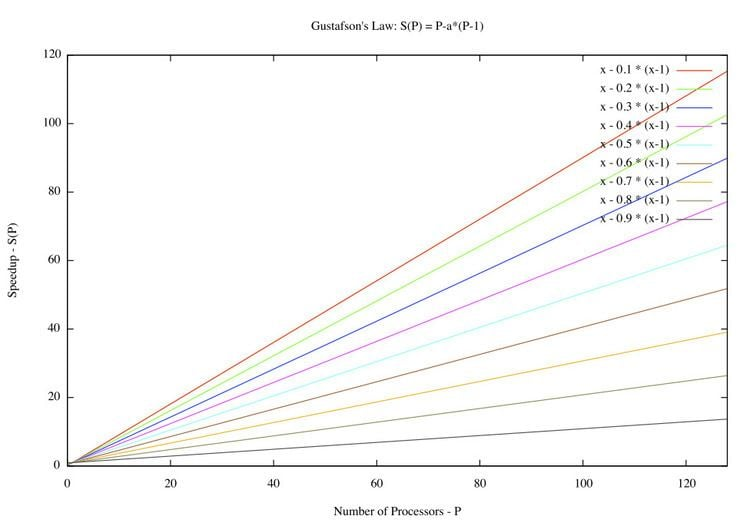 Gustafson's Law: S(P) = P-a*(P-1)
120
100
80
60
40
20
0
Speedup - S(P)
x - 0.1 * (x-1)
x - 0.2 * (x-1)
x - 0.3 * (x-1)
x - 0.4 * (x-1)
x - 0.5 * (x-1)
x - 0.6 * (x-1)
x - 0.7 * (x-1)
x - 0.8 * (x-1)
x - 0.9 * (x-1)
0 20 40 60 80 100 120
Number of Processors - P